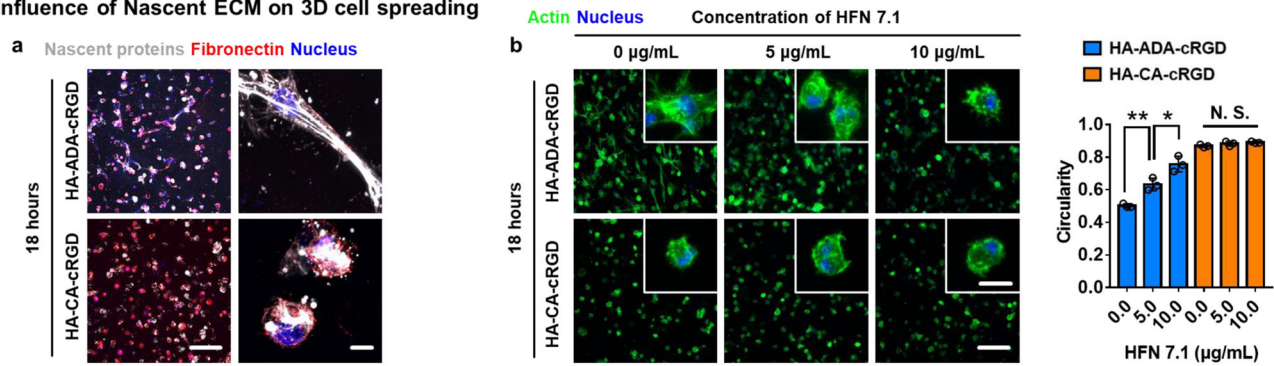 nfluence of Nascent ECM on 3D cell spreading
a
Nascent proteins Fibronectin Nucleus
18 hours
HA-ADA-cRGD
HA-CA-cRGD
b
Actin Nucleus
Concentration of HFN 7.1
0 µg/mL 5 µg/mL 10 µg/mL
18 hours
HA-ADA-cRGD
HA-CA-cRGD
HA-ADA-cRGD
HA-CA-cRGD
** * N. S.
Circularity
1.0
0.8
0.6
0.4
0.2
0.0
0.0 5.0 10.0 0.0 5.0 10.0
HFN 7.1 (µg/mL)